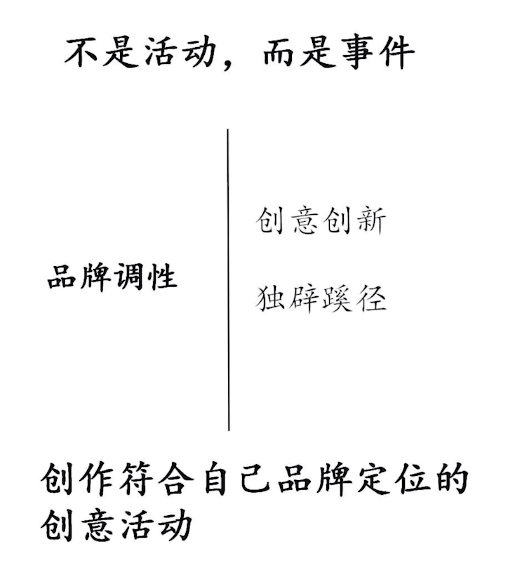 不是活动，而是事件
创意创新
品牌调性
独辟蹊径
创作符合自己品牌定位的
创意活动